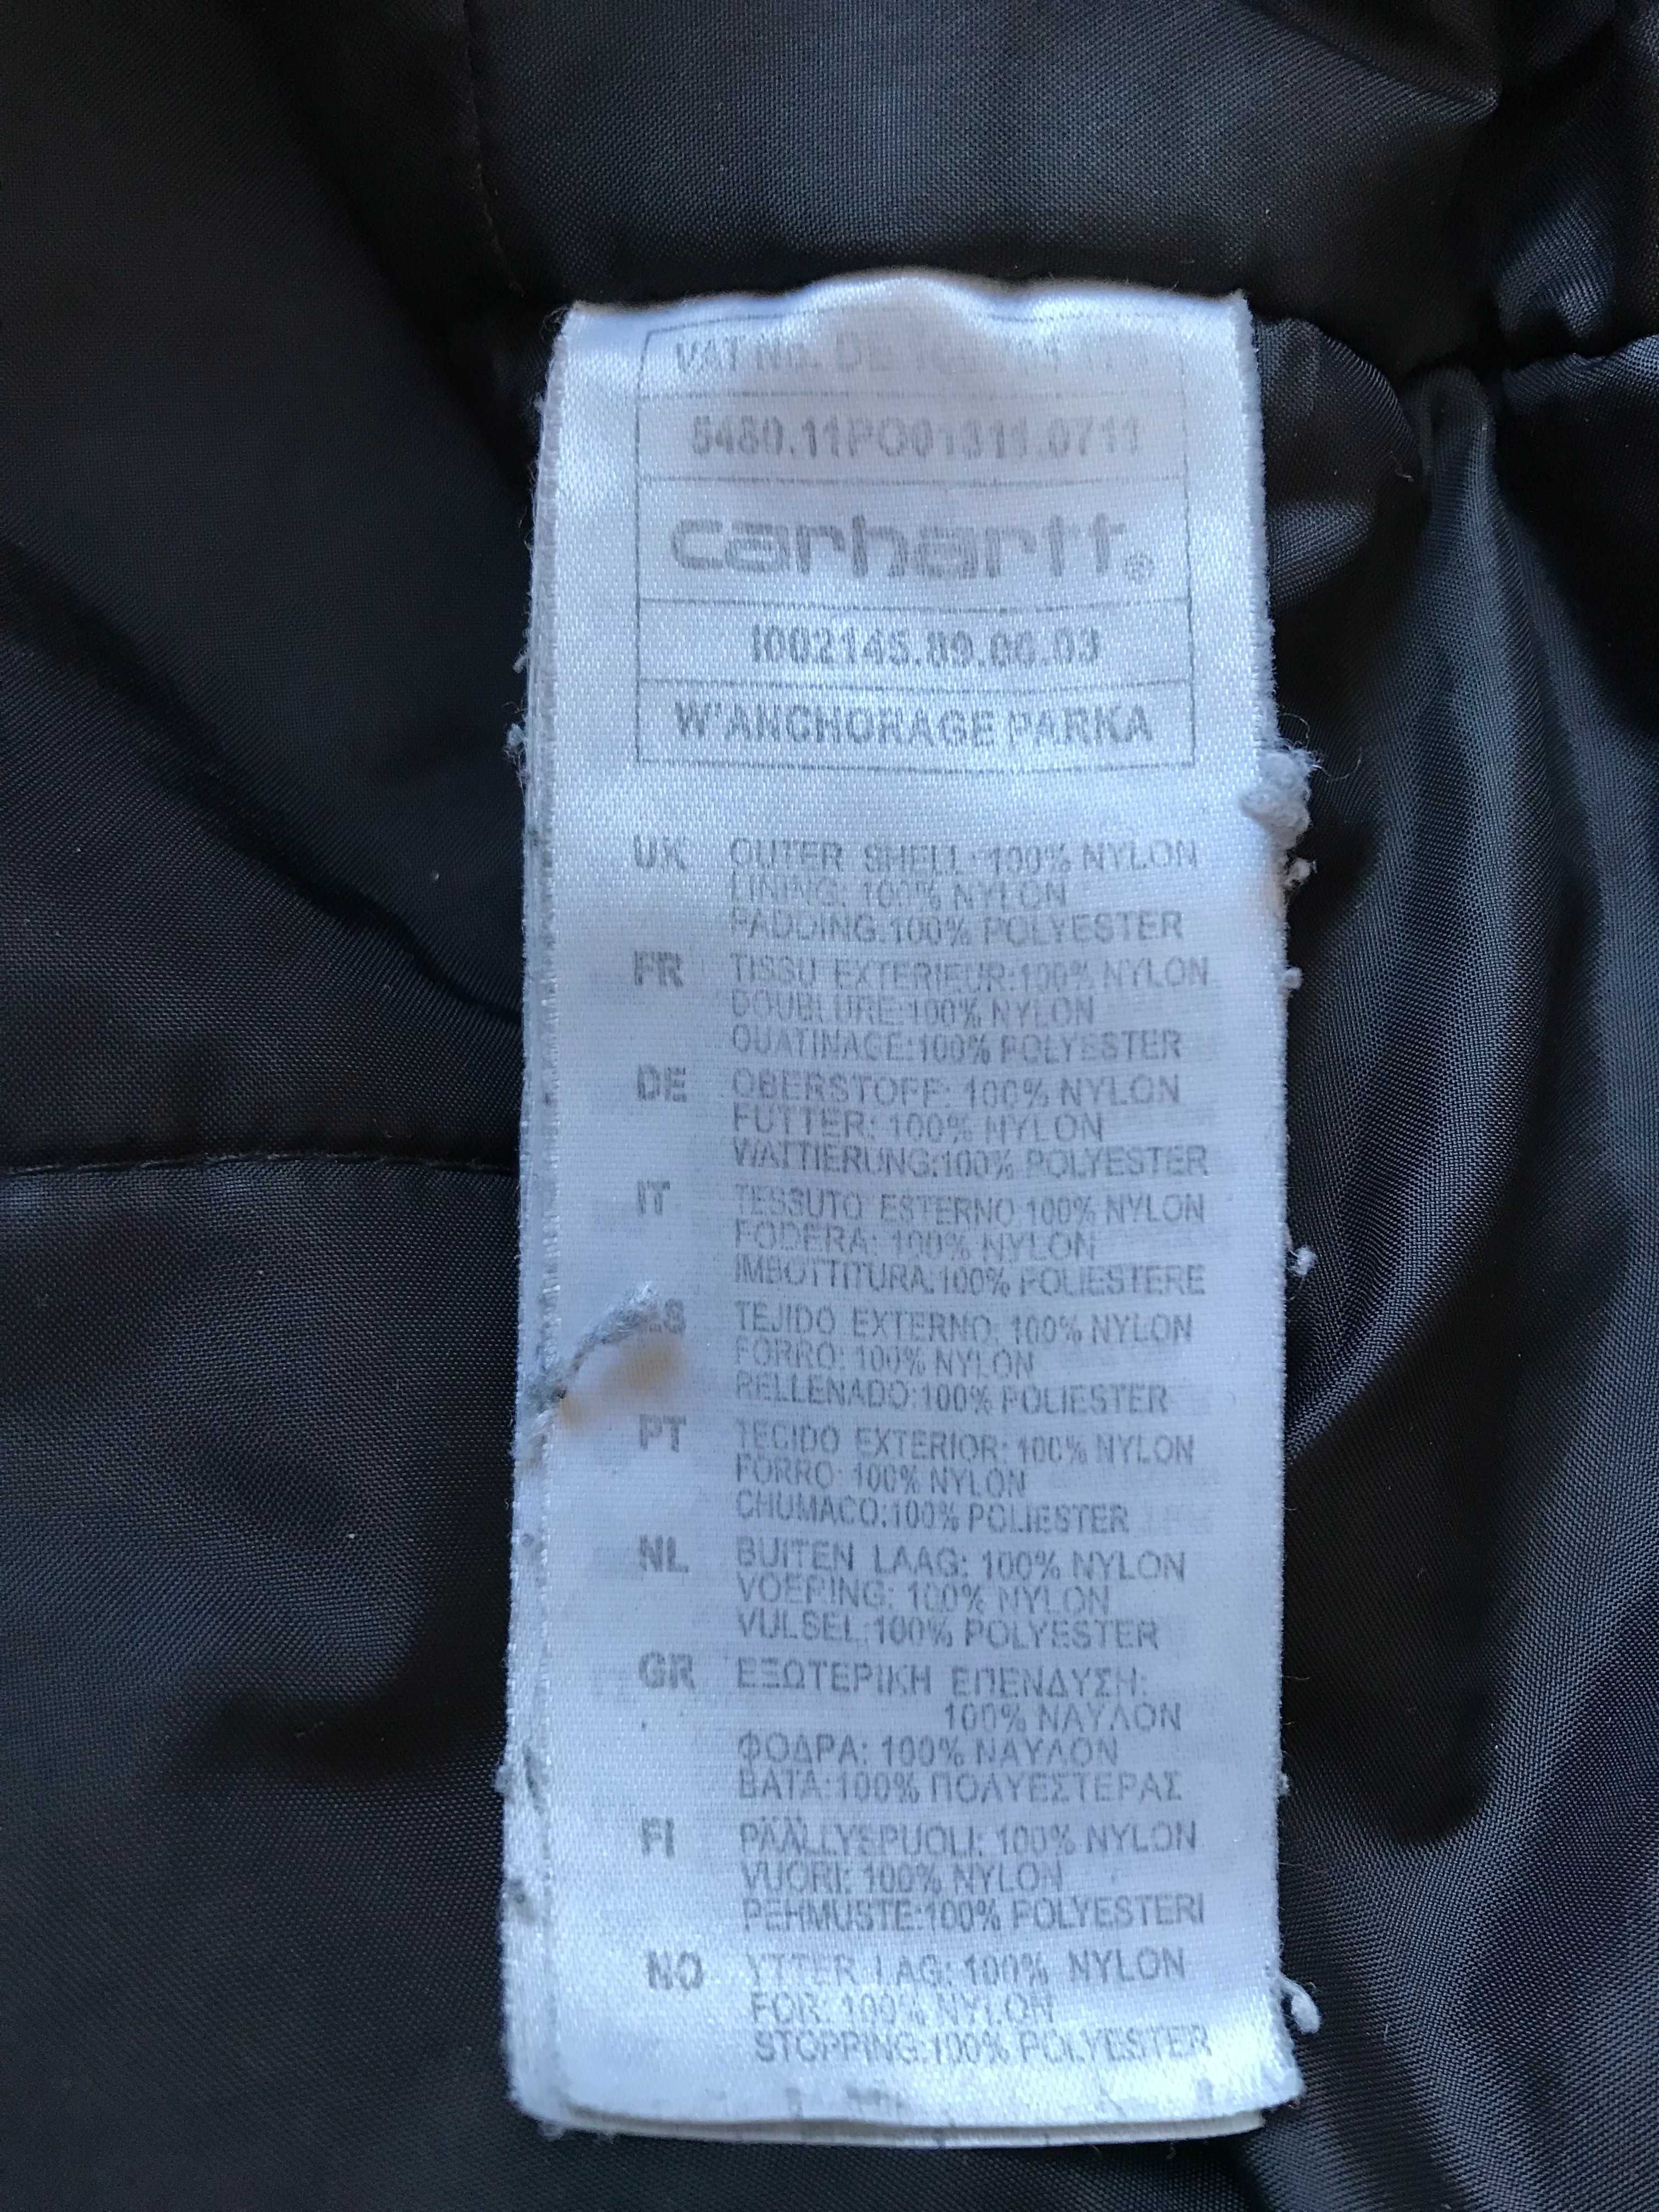 VAT NO. DE
5480.11PO01311.0711
carhartt®
I002145.89.06.03
W'ANCHORAGE PARKA
UK OUTER SHELL: 100% NYLON
LINING: 100% NYLON
PADDING:100% POLYESTER
FR TISSU EXTERIEUR:100% NYLON
DOUBLURE:100% NYLON
OUATINAGE:100% POLYESTER
DE OBERSTOFF: 100% NYLON
FUTTER: 100% NYLON
WATTIERUNG:100% POLYESTER
IT TESSUTO ESTERNO:100% NYLON
FODERA: 100% NYLON
IMBOTTITURA:100% POLIESTERE
ES TEJIDO EXTERNO: 100% NYLON
FORRO: 100% NYLON
RELLENADO:100% POLIESTER
PT TECIDO EXTERIOR: 100% NYLON
FORRO: 100% NYLON
CHUMACO:100% POLIESTER
NL BUITEN LAAG: 100% NYLON
VOERING: 100% NYLON
VULSEL:100% POLYESTER
GR ΕΞΩΤΕΡΙΚΗ ΕΠΕΝΔΥΣΗ:
100% ΝΑΥΛΟΝ
ΦΟΔΡΑ: 100% ΝΑΥΛΟΝ
ΒΑΤΑ:100% ΠΟΛΥΕΣΤΕΡΑΣ
FI PÄÄLLYSPUOLI: 100% NYLON
VUORI: 100% NYLON
PEHMUSTE:100% POLYESTERI
NO YTTER LAG: 100% NYLON
FOR: 100% NYLON
STOPPING:100% POLYESTER